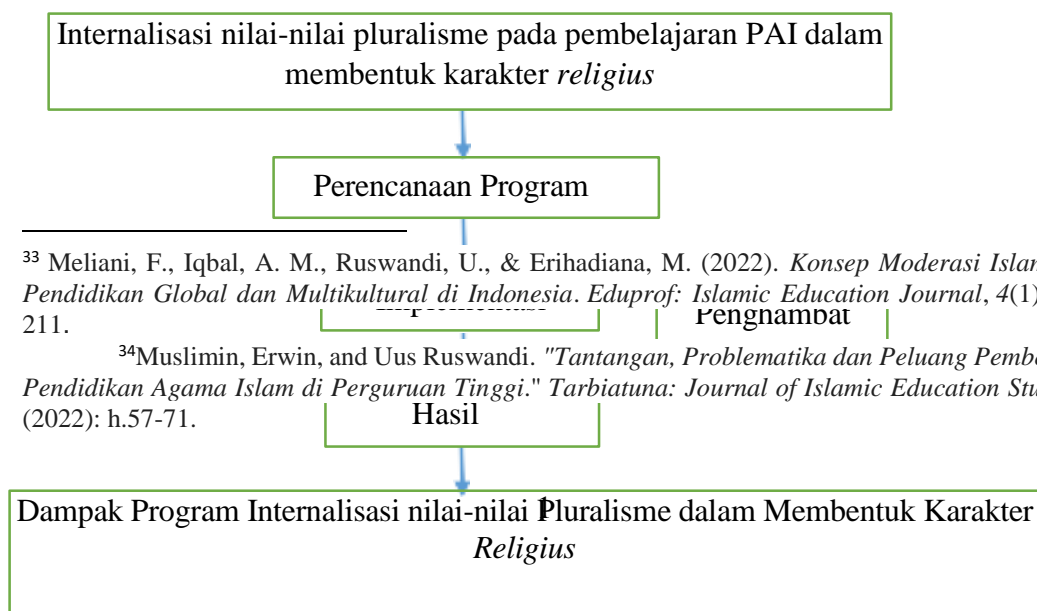 Internalisasi nilai-nilai pluralisme pada pembelajaran PAI dalam
membentuk karakter religius
Perencanaan Program
33 Meliani, F., Iqbal, A. M., Ruswandi, U., & Erihadiana, M. (2022). Konsep Moderasi
Pendidikan Global dan Multikultural di Indonesia. Eduprof: Islamic Education Journal, 4(1)
211.
Implementasi
Penghambat
34Muslimin, Erwin, and Uus Ruswandi. "Tantangan, Problematika dan Peluang
Pendidikan Agama Islam di Perguruan Tinggi." Tarbiatuna: Journal of Islamic Education
(2022): h.57-71.
Hasil
Dampak Program Internalisasi nilai-nilai Pluralisme dalam Membentuk Karakter
Religius